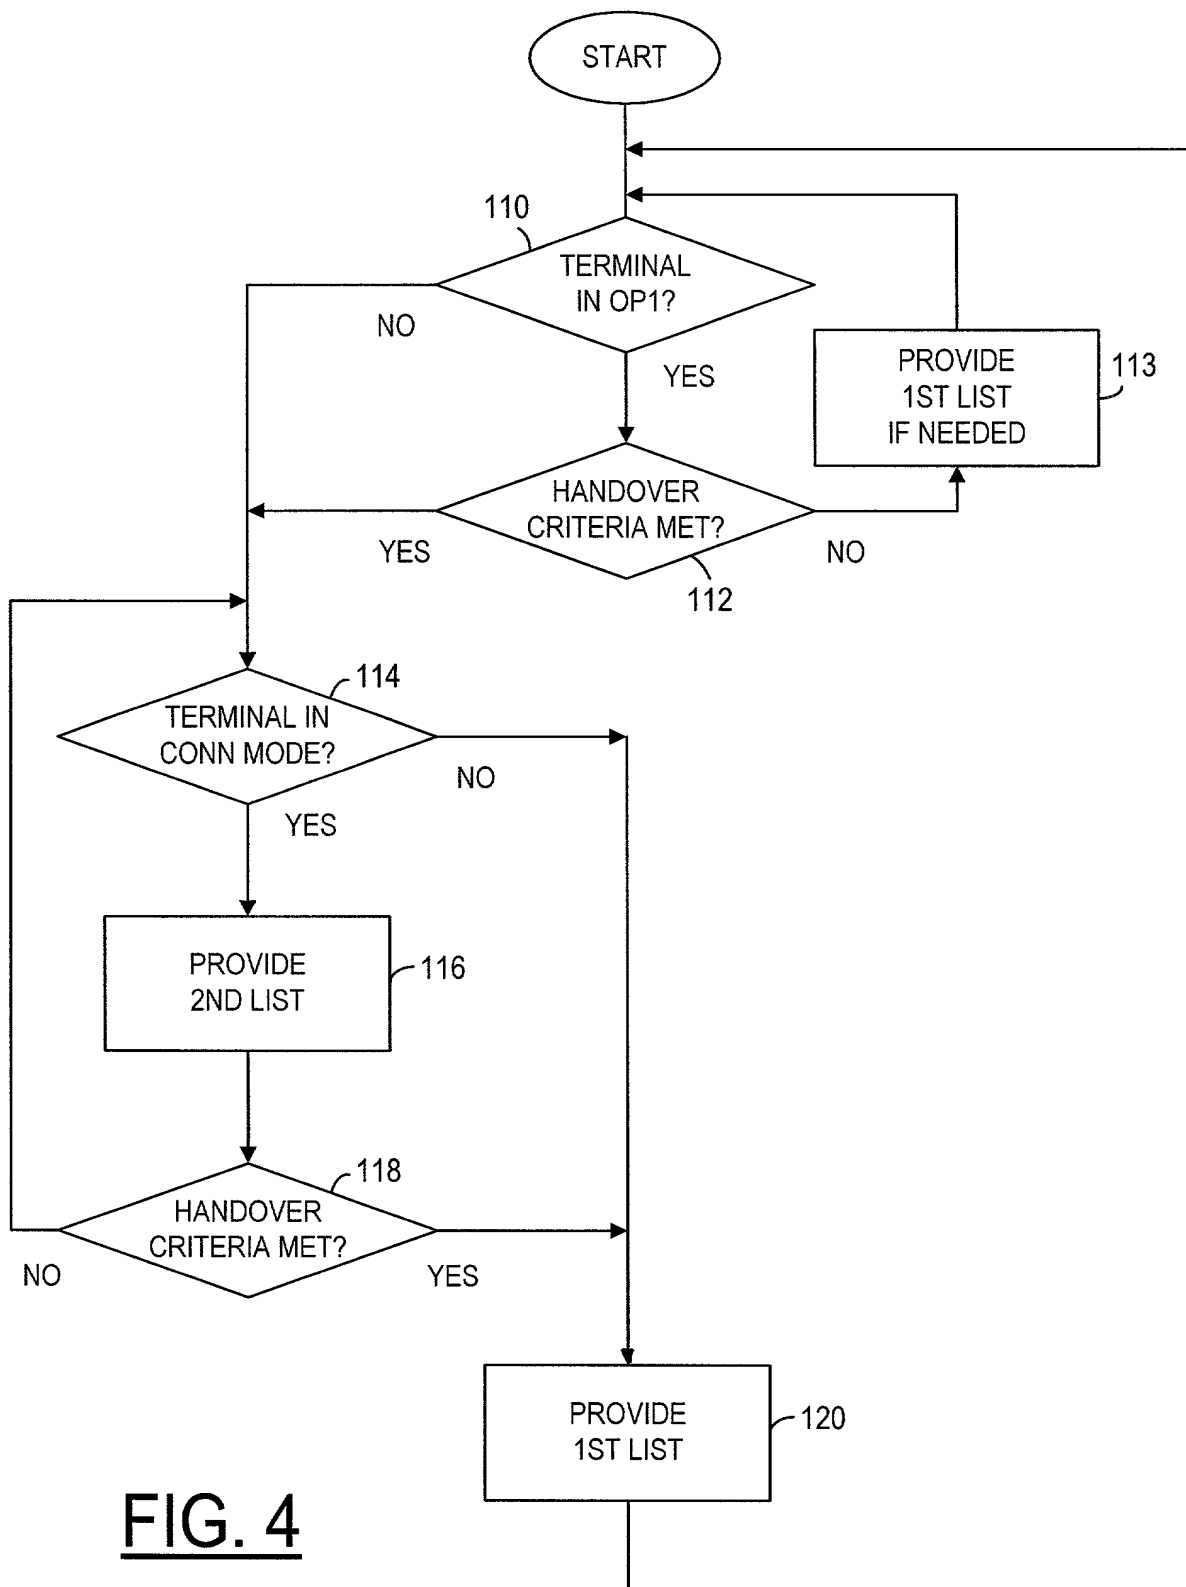 START
110
TERMINAL
IN OP1?
NO
YES
PROVIDE
1ST LIST
IF NEEDED
113
HANDOVER
CRITERIA MET?
YES
NO
112
114
TERMINAL IN
CONN MODE?
NO
YES
PROVIDE
2ND LIST
116
118
HANDOVER
CRITERIA MET?
NO
YES
PROVIDE
1ST LIST
120
FIG. 4